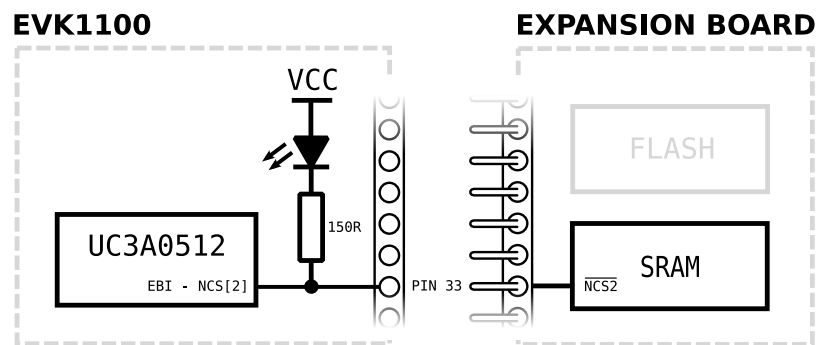 EVK1100
EXPANSION BOARD
VCC
FLASH
150R
UC3A0512
EBI - NCS[2]
PIN 33
SRAM
NCS2